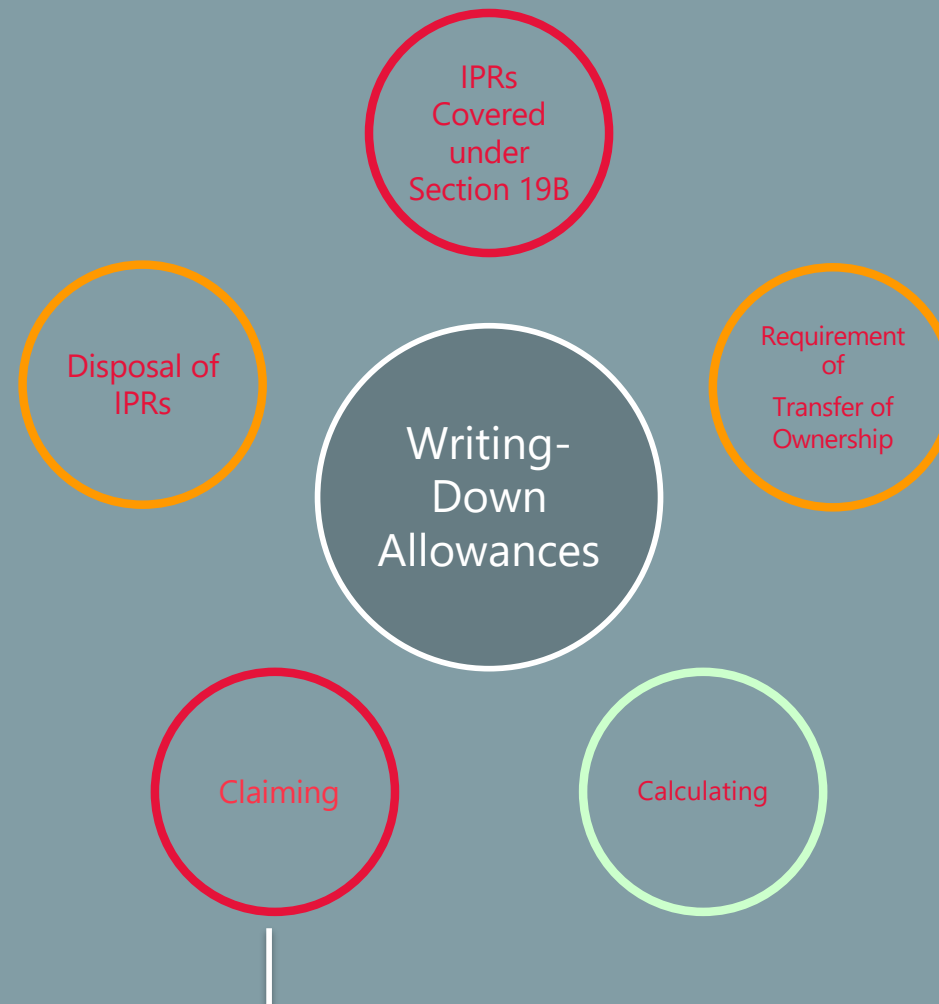 IPRs
Covered
under
Section 19B
Disposal of
IPRs
Requirement
of
Transfer of
Ownership
Writing-
Down
Allowances
Claiming
Calculating